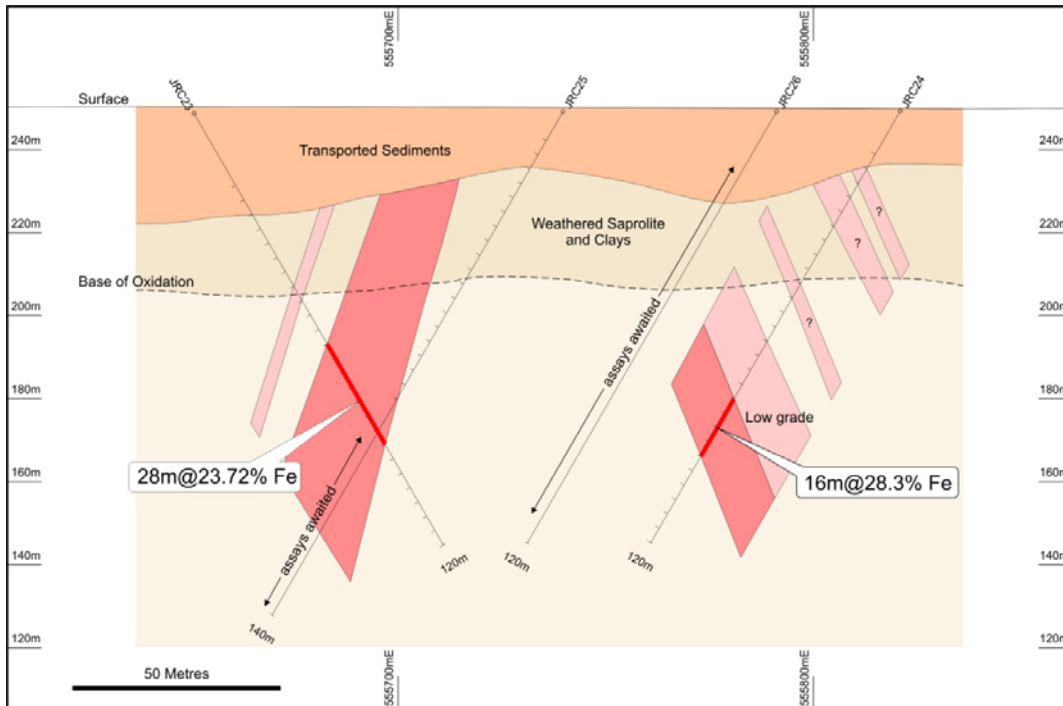 555700mE
555800mE
JRC23
JRC25
JRC26
JRC24
Surface
240m
240m
Transported Sediments
Weathered Saprolite
and Clays
220m
220m
?
?
?
Base of Oxidation
200m
200m
assays awaited
180m
180m
Low grade
28m@23.72% Fe
16m@28.3% Fe
160m
160m
assays awaited
140m
140m
120m
120m
120m
140m
120m
120m
50 Metres
555700mE
555800mE